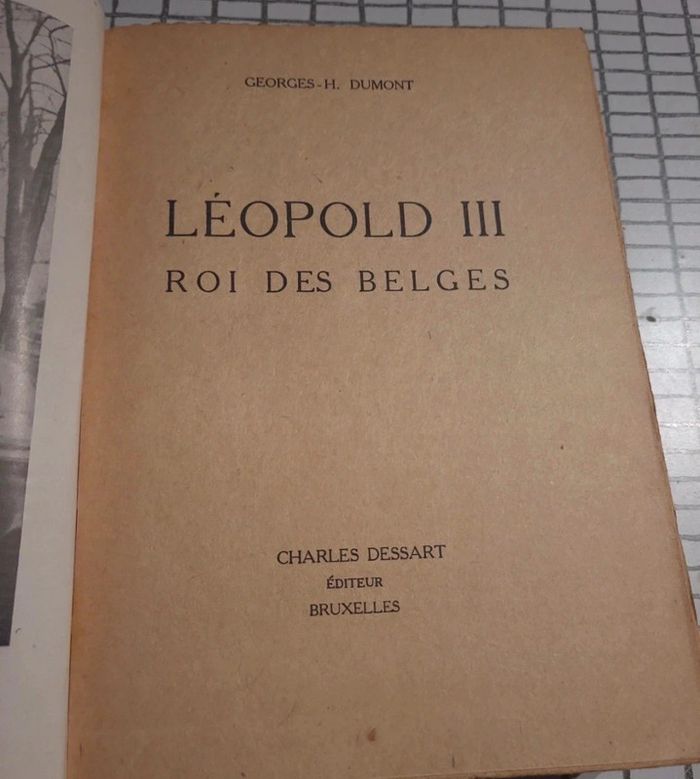 GEORGES-H. DUMONT
LÉOPOLD III
ROI DES BELGES
CHARLES DESSART
ÉDITEUR
BRUXELLES